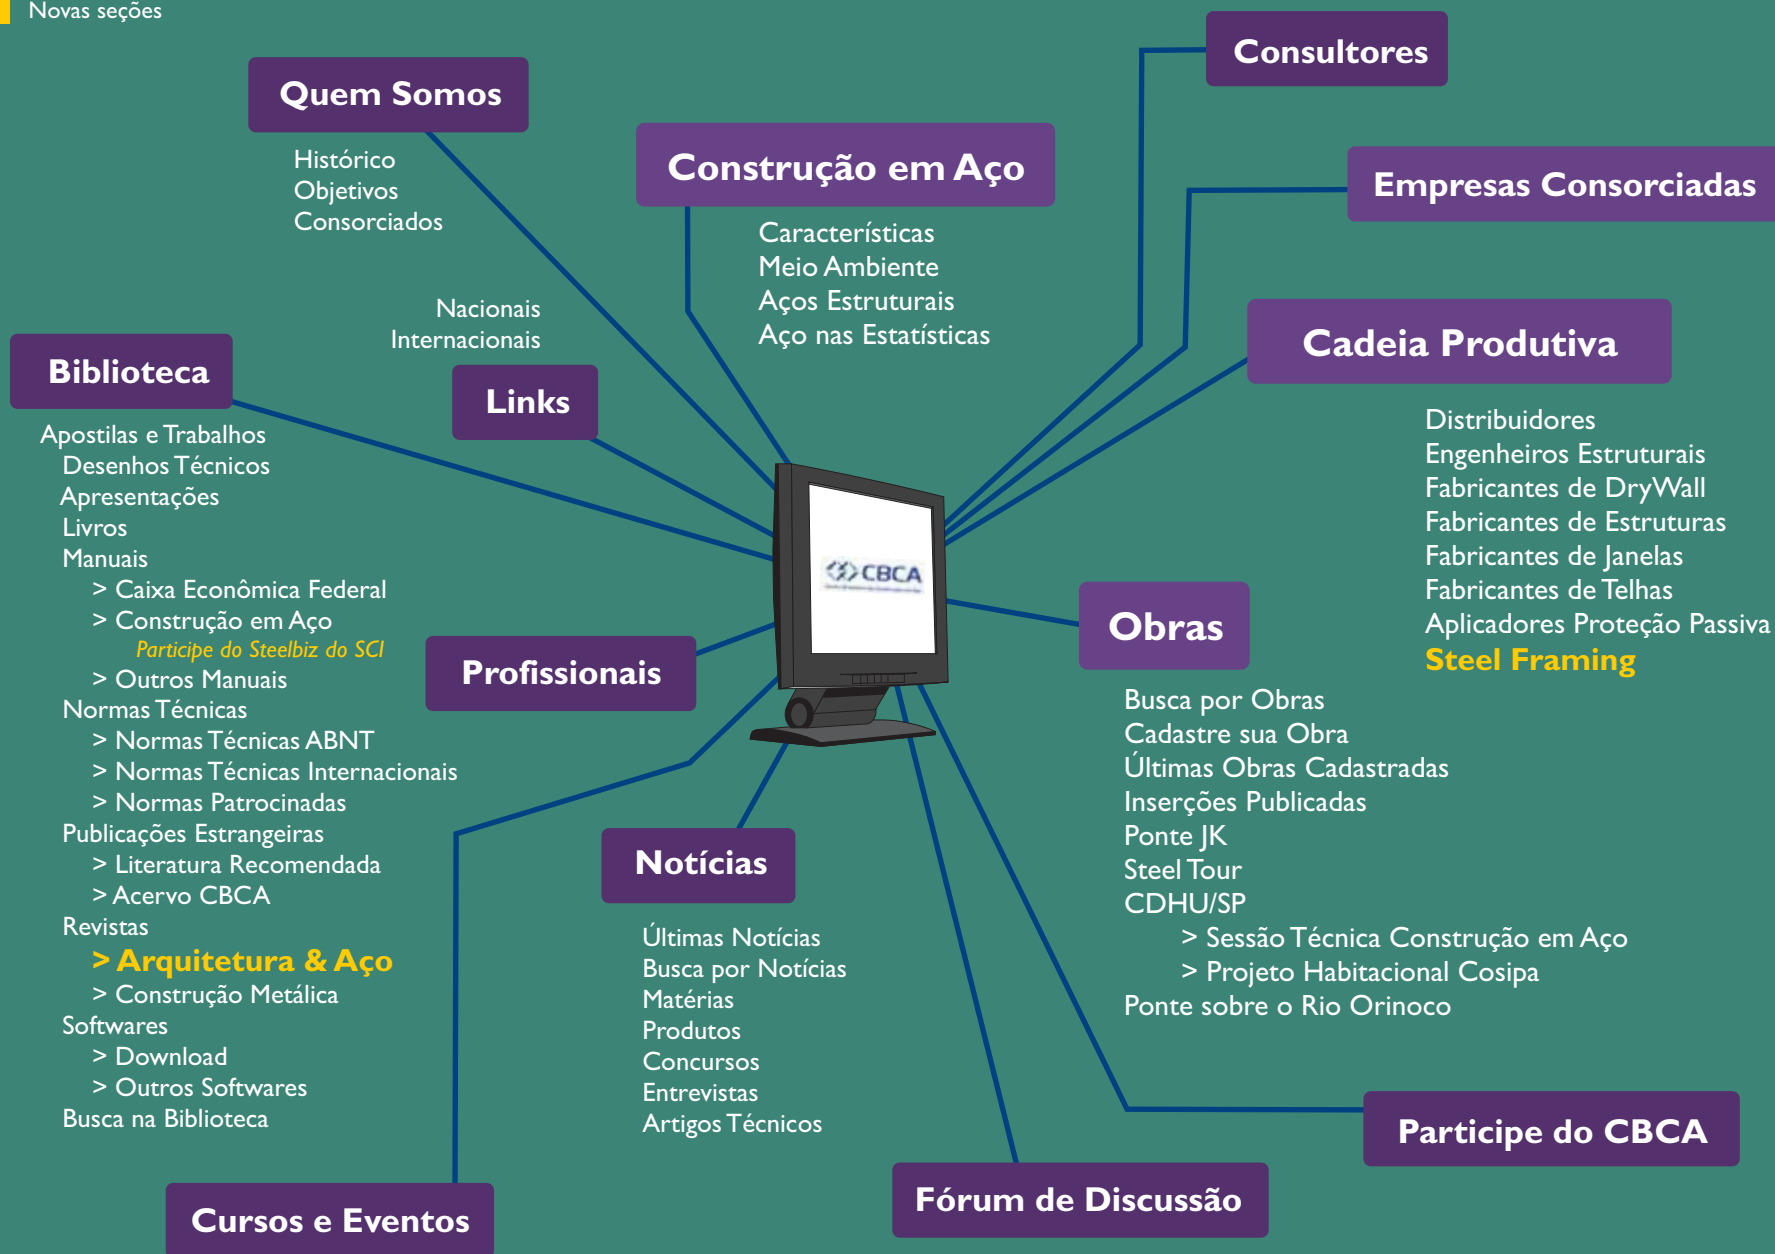 Novas seções
Quem Somos
Histórico
Objetivos
Consorciados
Construção em Aço
Características
Meio Ambiente
Aços Estruturais
Aço nas Estatísticas
Consultores
Empresas Consorciadas
Cadeia Produtiva
Distribuidores
Engenheiros Estruturais
Fabricantes de DryWall
Fabricantes de Estruturas
Fabricantes de Janelas
Fabricantes de Telhas
Aplicadores Proteção Passiva
Steel Framing
Nacionais
Internacionais
Links
Biblioteca
Apostilas e Trabalhos
Desenhos Técnicos
Apresentações
Livros
Manuais
> Caixa Econômica Federal
> Construção em Aço
Participe do Steelbiz do SCI
> Outros Manuais
Normas Técnicas
> Normas Técnicas ABNT
> Normas Técnicas Internacionais
> Normas Patrocinadas
Publicações Estrangeiras
> Literatura Recomendada
> Acervo CBCA
Revistas
> Arquitetura & Aço
> Construção Metálica
Softwares
> Download
> Outros Softwares
Busca na Biblioteca
CBCA
Profissionais
Obras
Busca por Obras
Cadastre sua Obra
Últimas Obras Cadastradas
Inserções Publicadas
Ponte JK
Steel Tour
CDHU/SP
> Sessão Técnica Construção em Aço
> Projeto Habitacional Cosipa
Ponte sobre o Rio Orinoco
Notícias
Últimas Notícias
Busca por Notícias
Matérias
Produtos
Concursos
Entrevistas
Artigos Técnicos
Participe do CBCA
Fórum de Discussão
Cursos e Eventos